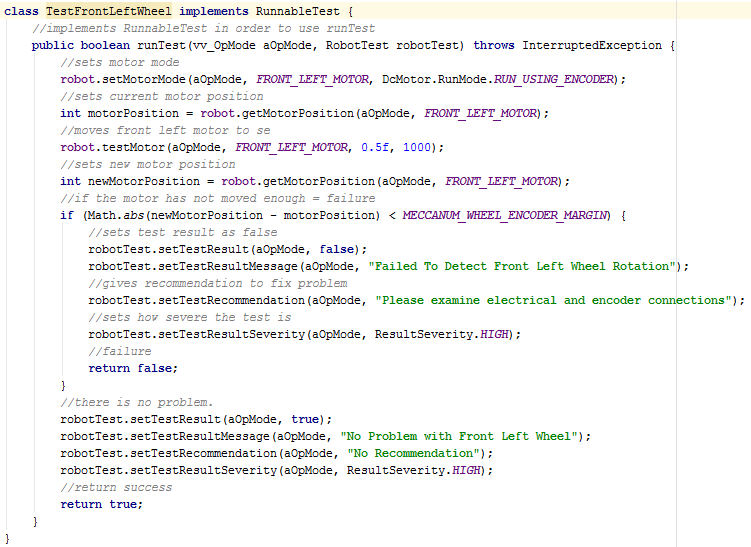 class TestFrontLeftWheel implements RunnableTest {
    //implements RunnableTest in order to use runTest
    public boolean runTest(vv_OpMode aOpMode, RobotTest robotTest) throws InterruptedException {
        //sets motor mode
        robot.setMotorMode(aOpMode, FRONT_LEFT_MOTOR, DcMotor.RunMode.RUN_USING_ENCODER);
        //sets current motor position
        int motorPosition = robot.getMotorPosition(aOpMode, FRONT_LEFT_MOTOR);
        //moves front left motor to se
        robot.testMotor(aOpMode, FRONT_LEFT_MOTOR, 0.5f, 1000);
        //sets new motor position
        int newMotorPosition = robot.getMotorPosition(aOpMode, FRONT_LEFT_MOTOR);
        //if the motor has not moved enough = failure
        if (Math.abs(newMotorPosition - motorPosition) < MECCANUM_WHEEL_ENCODER_MARGIN) {
            //sets test result as false
            robotTest.setTestResult(aOpMode, false);
            robotTest.setTestResultMessage(aOpMode, "Failed To Detect Front Left Wheel Rotation");
            //gives recommendation to fix problem
            robotTest.setTestRecommendation(aOpMode, "Please examine electrical and encoder connections");
            //sets how severe the test is
            robotTest.setTestResultSeverity(aOpMode, ResultSeverity.HIGH);
            //failure
            return false;
        }
        //there is no problem.
        robotTest.setTestResult(aOpMode, true);
        robotTest.setTestResultMessage(aOpMode, "No Problem with Front Left Wheel");
        robotTest.setTestRecommendation(aOpMode, "No Recommendation");
        robotTest.setTestResultSeverity(aOpMode, ResultSeverity.HIGH);
        //return success
        return true;
    }
}